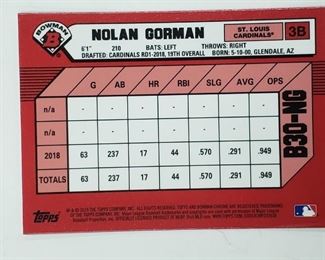 BOWMAN
B
NOLAN GORMAN
ST. LOUIS
CARDINALS®
3B
6'1" 210 BATS: LEFT THROWS: RIGHT
DRAFTED: CARDINALS RD1-2018, 19TH OVERALL BORN: 5-10-00, GLENDALE, AZ
G AB HR RBI SLG AVG OPS
n/a - - - - - - -
n/a - - - - - - -
2018 63 237 17 44 .570 .291 .949
TOTALS 63 237 17 44 .570 .291 .949
B30-NG
Topps